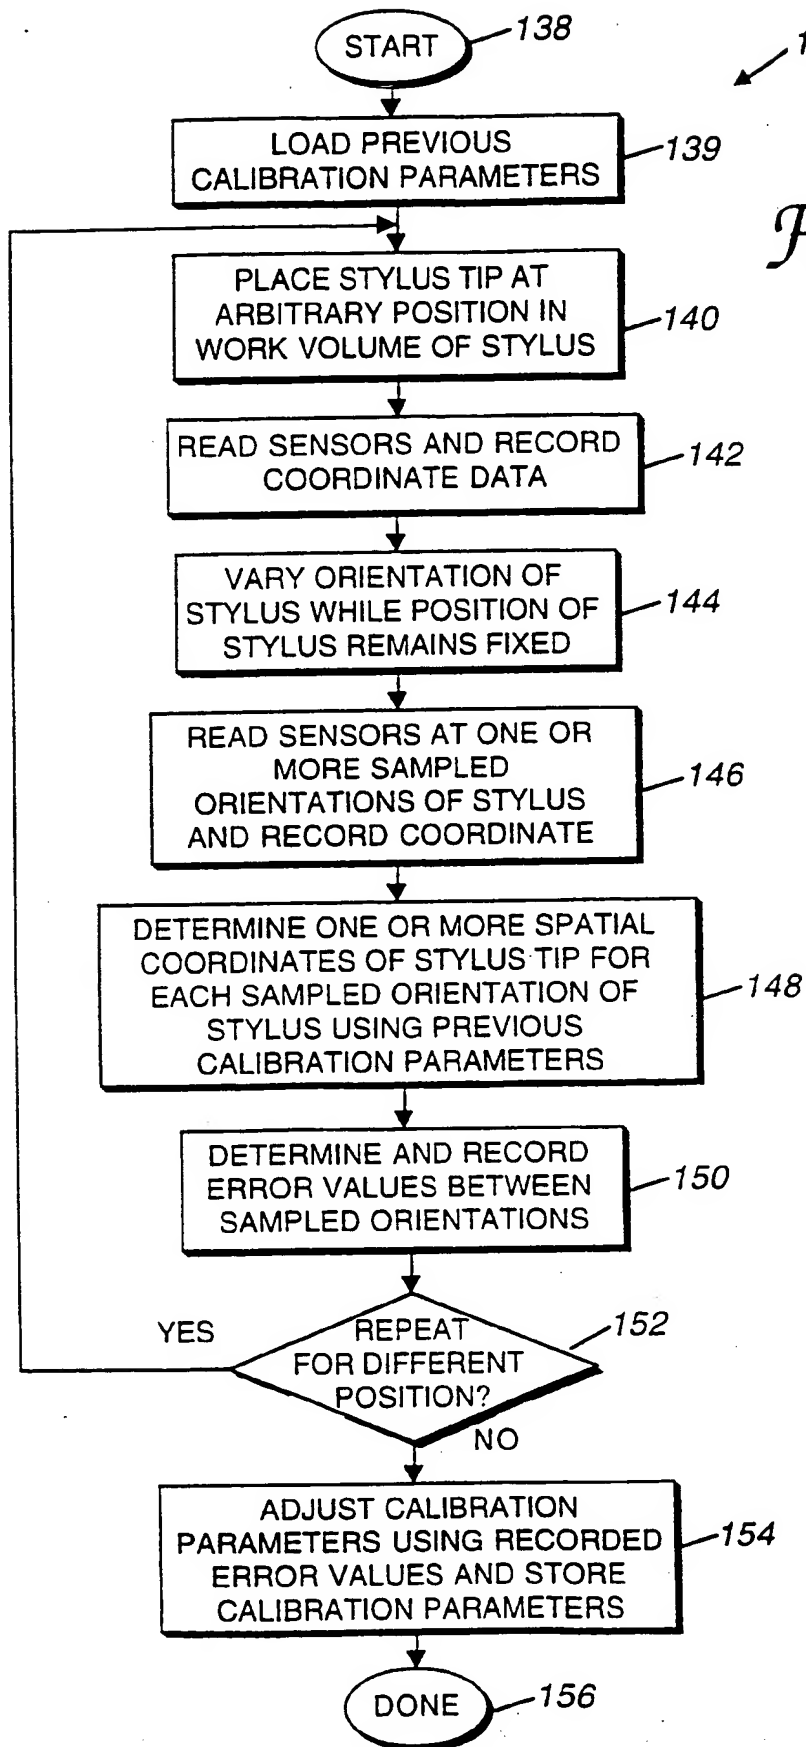 START
138
1
LOAD PREVIOUS
CALIBRATION PARAMETERS
139
F
PLACE STYLUS TIP AT
ARBITRARY POSITION IN
WORK VOLUME OF STYLUS
140
READ SENSORS AND RECORD
COORDINATE DATA
142
VARY ORIENTATION OF
STYLUS WHILE POSITION OF
STYLUS REMAINS FIXED
144
READ SENSORS AT ONE OR
MORE SAMPLED
ORIENTATIONS OF STYLUS
AND RECORD COORDINATE
146
DETERMINE ONE OR MORE SPATIAL
COORDINATES OF STYLUS TIP FOR
EACH SAMPLED ORIENTATION OF
STYLUS USING PREVIOUS
CALIBRATION PARAMETERS
148
DETERMINE AND RECORD
ERROR VALUES BETWEEN
SAMPLED ORIENTATIONS
150
YES
REPEAT
FOR DIFFERENT
POSITION?
152
NO
ADJUST CALIBRATION
PARAMETERS USING RECORDED
ERROR VALUES AND STORE
CALIBRATION PARAMETERS
154
DONE
156